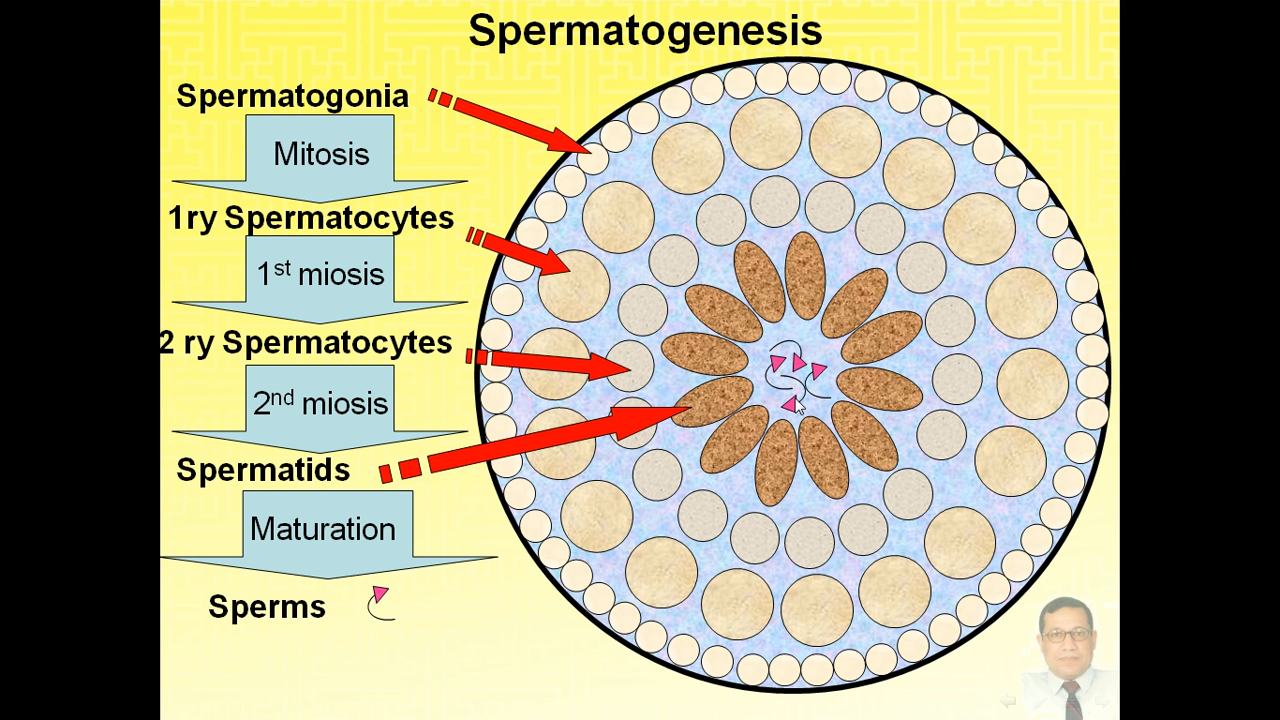 Spermatogenesis
Spermatogonia
Mitosis
1ry Spermatocytes
1st miosis
2 ry Spermatocytes
2nd miosis
Spermatids
Maturation
Sperms